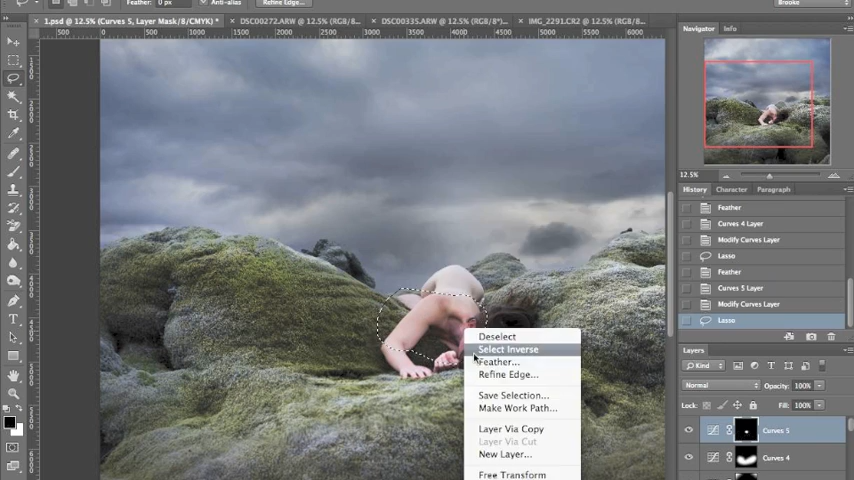 Feather: 0 px Anti-alias Refine Edge... Brooke
1.psd @ 12.5% (Curves 5, Layer Mask/8/CMYK) * DSC00272.ARW @ 12.5% (RGB/8... DSC00335.ARW @ 12.5% (RGB/8*)... IMG_2291.CR2 @ 12.5% (RGB/8...
500 0 500 1000 1500 2000 2500 3000 3500 4000 4500 5000 5500 6000
Navigator Info
12.5%
History Character Paragraph
Feather
Curves 4 Layer
Modify Curves Layer
Lasso
Feather
Curves 5 Layer
Modify Curves Layer
Lasso
Deselect
Select Inverse
Feather...
Refine Edge...
Save Selection...
Make Work Path...
Layer Via Copy
Layer Via Cut
New Layer...
Free Transform
Layers
Kind
Normal Opacity: 100%
Lock: Fill: 100%
Curves 5
Curves 4